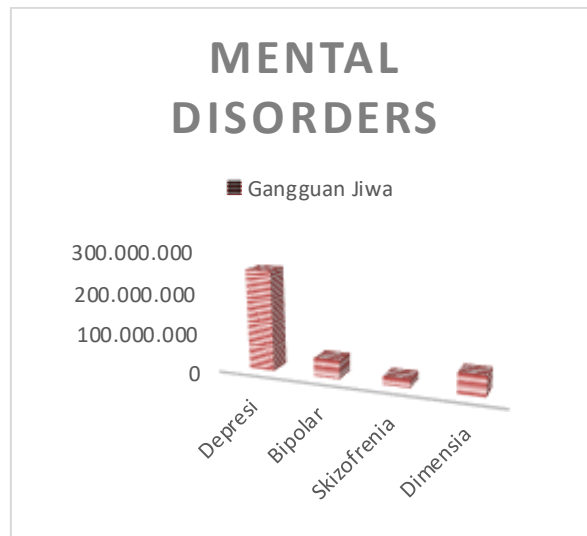 MENTAL
DISORDERS
Gangguan Jiwa
300.000.000
200.000.000
100.000.000
0
Depresi
Bipolar
Skizofrenia
Dimensia